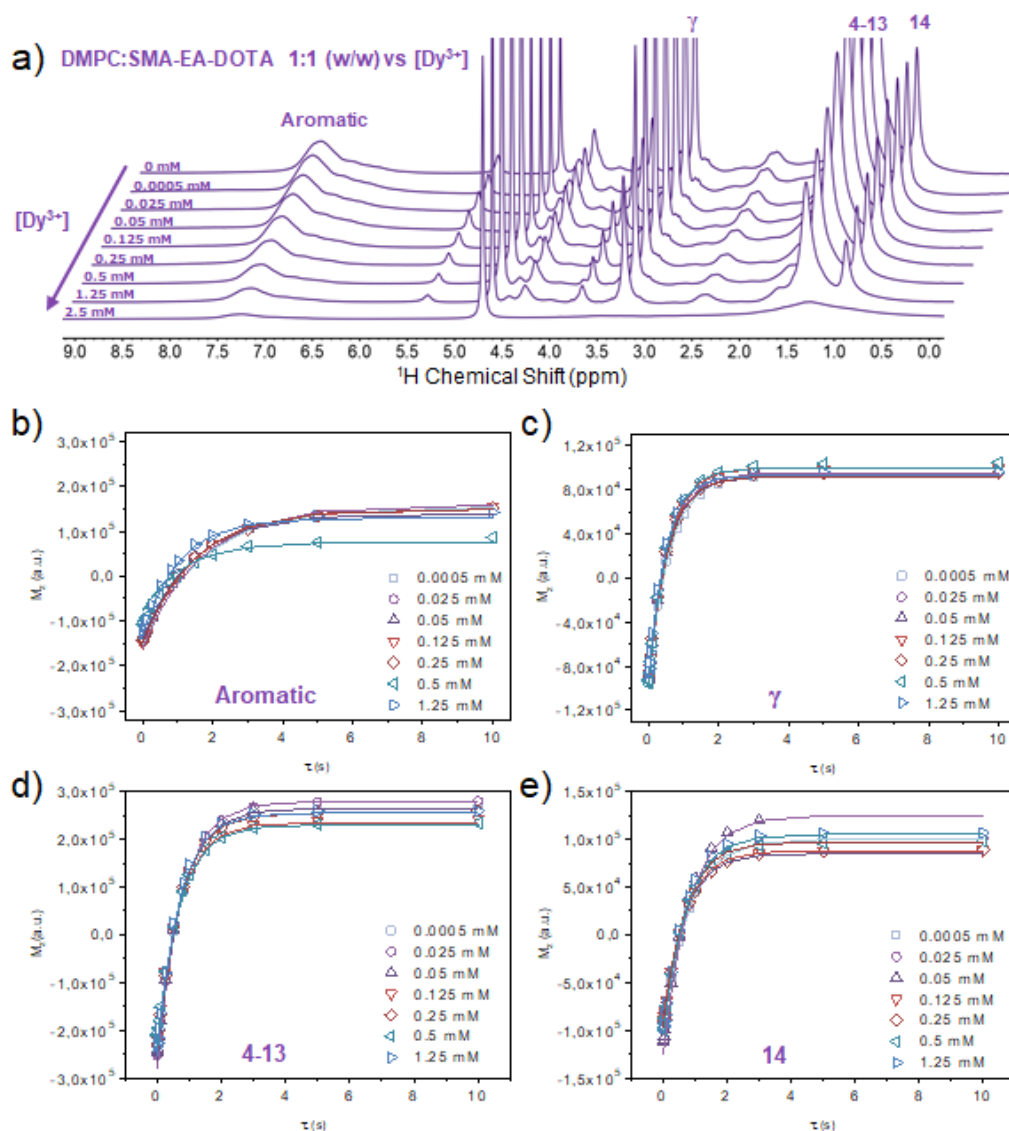 a) DMPC:SMA-EA-DOTA 1:1 (w/w) vs [Dy³⁺]
γ 4-13 14
Aromatic
[Dy³⁺]
0 mM
0.0005 mM
0.025 mM
0.05 mM
0.125 mM
0.25 mM
0.5 mM
1.25 mM
2.5 mM
9.0 8.5 8.0 7.5 7.0 6.5 6.0 5.5 5.0 4.5 4.0 3.5 3.0 2.5 2.0 1.5 1.0 0.5 0.0
¹H Chemical Shift (ppm)
b)
3,0x10⁵
2,0x10⁵
1,0x10⁵
0,0
-1,0x10⁵
-2,0x10⁵
-3,0x10⁵
M_z (a.u.)
0.0005 mM
0.025 mM
0.05 mM
0.125 mM
0.25 mM
0.5 mM
1.25 mM
Aromatic
0 2 4 6 8 10
τ (s)
c)
1,2x10⁵
8,0x10⁴
4,0x10⁴
0,0
-4,0x10⁴
-8,0x10⁴
-1,2x10⁵
M_z (a.u.)
0.0005 mM
0.025 mM
0.05 mM
0.125 mM
0.25 mM
0.5 mM
1.25 mM
γ
0 2 4 6 8 10
τ (s)
d)
3,0x10⁵
2,0x10⁵
1,0x10⁵
0,0
-1,0x10⁵
-2,0x10⁵
-3,0x10⁵
M_z (a.u.)
0.0005 mM
0.025 mM
0.05 mM
0.125 mM
0.25 mM
0.5 mM
1.25 mM
4-13
0 2 4 6 8 10
τ (s)
e)
1,5x10⁵
1,0x10⁵
5,0x10⁴
0,0
-5,0x10⁴
-1,0x10⁵
-1,5x10⁵
M_z (a.u.)
0.0005 mM
0.025 mM
0.05 mM
0.125 mM
0.25 mM
0.5 mM
1.25 mM
14
0 2 4 6 8 10
τ (s)